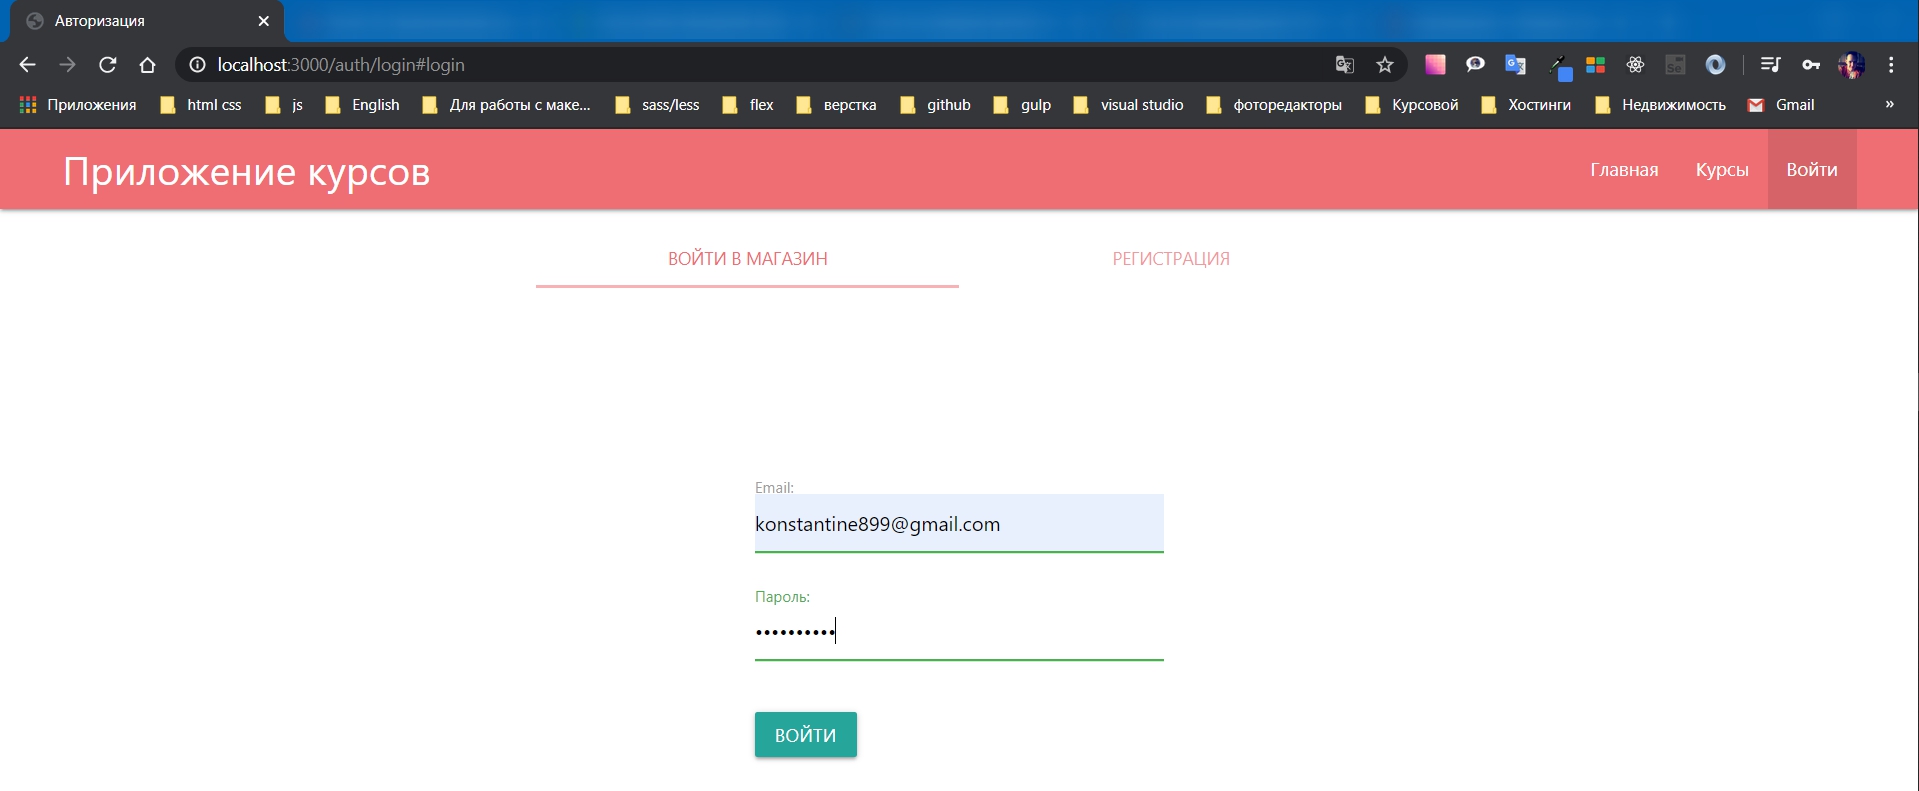 Авторизация
localhost:3000/auth/login#login
Приложения html css js English Для работы с маке... sass/less flex верстка github gulp visual studio фоторедакторы Курсовой Хостинги Недвижимость Gmail »
Приложение курсов
Главная Курсы Войти
ВОЙТИ В МАГАЗИН РЕГИСТРАЦИЯ
Email:
konstantine899@gmail.com
Пароль:
••••••••••
ВОЙТИ